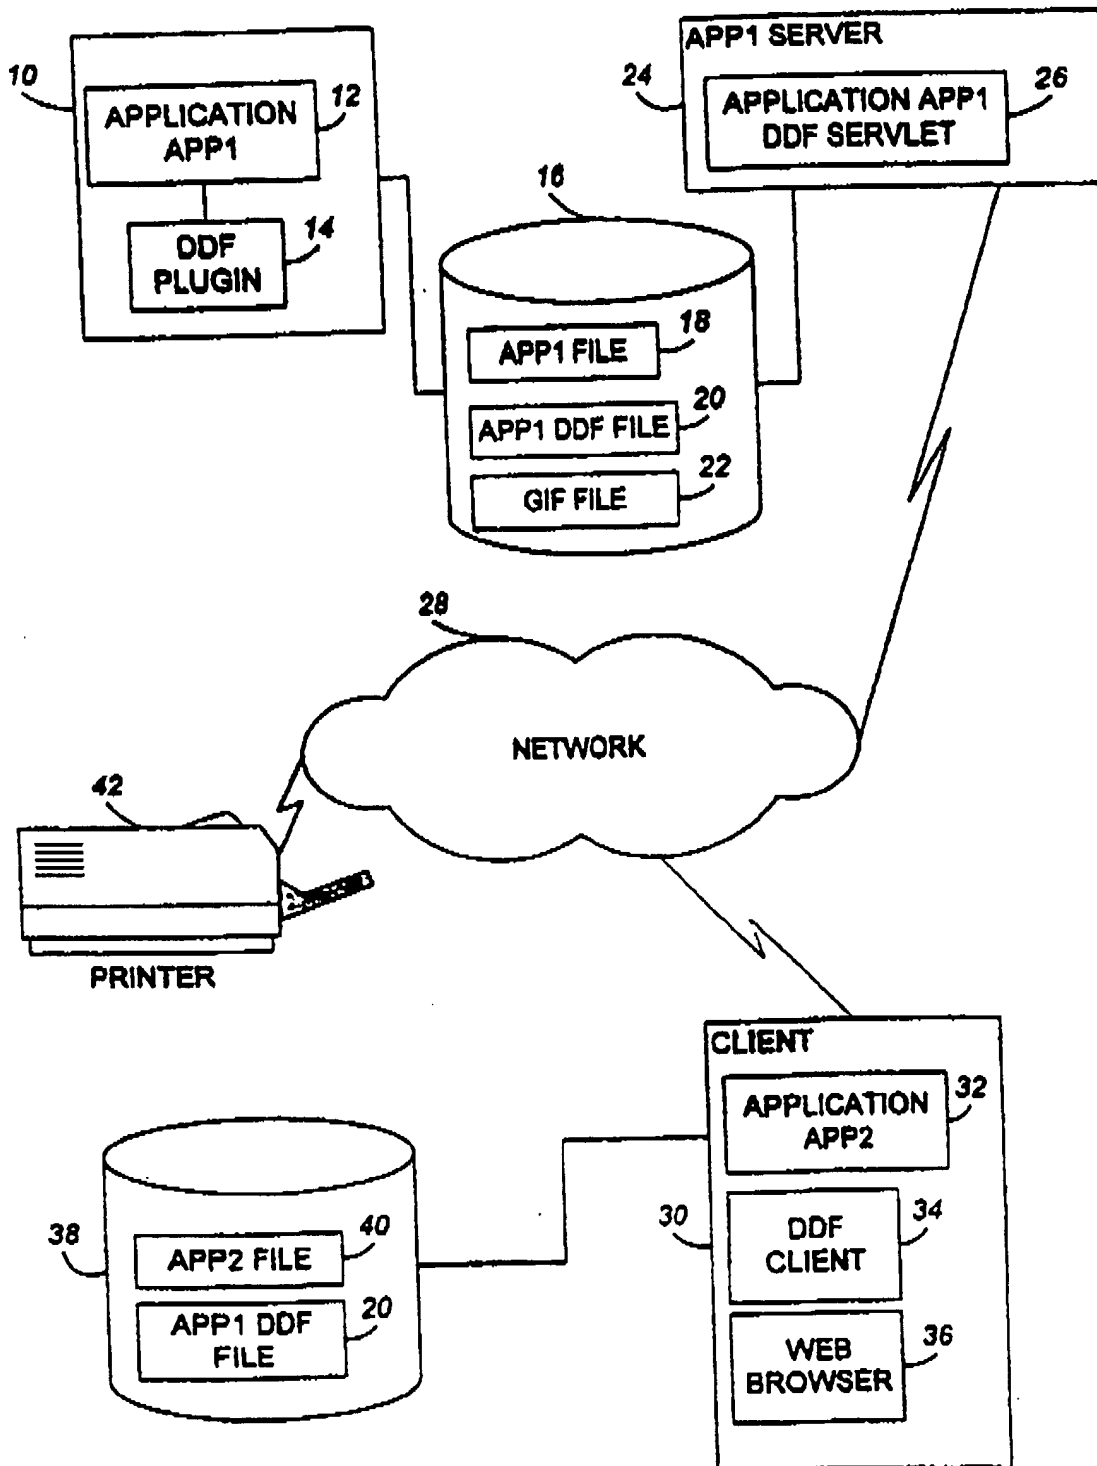 10
APPLICATION
APP1
12
DDF
PLUGIN
14
APP1 SERVER
24
APPLICATION APP1
DDF SERVLET
26
16
APP1 FILE
18
APP1 DDF FILE
20
GIF FILE
22
28
NETWORK
42
PRINTER
CLIENT
APPLICATION
APP2
32
30
DDF
CLIENT
34
WEB
BROWSER
36
38
APP2 FILE
40
APP1 DDF
FILE
20